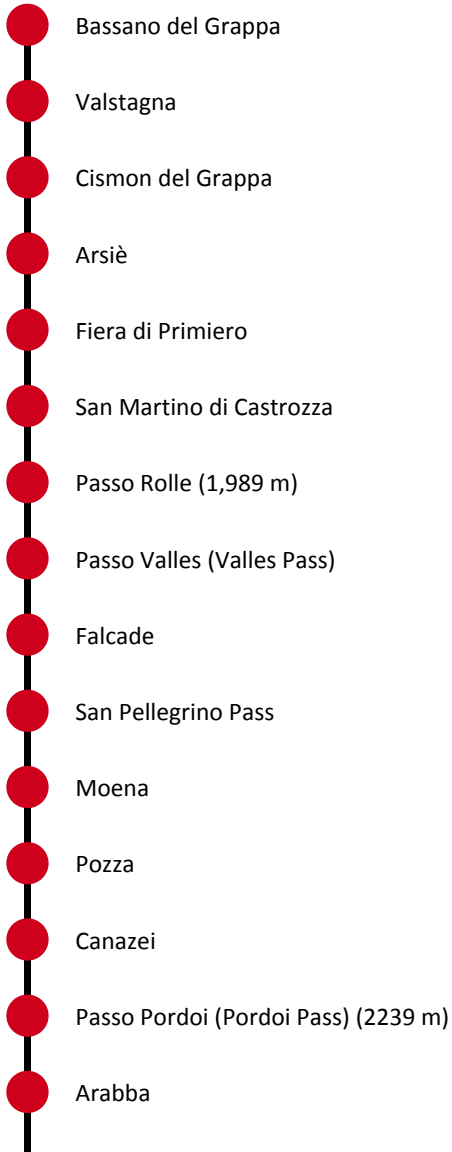 Bassano del Grappa
Valstagna
Cismon del Grappa
Arsiè
Fiera di Primiero
San Martino di Castrozza
Passo Rolle (1,989 m)
Passo Valles (Valles Pass)
Falcade
San Pellegrino Pass
Moena
Pozza
Canazei
Passo Pordoi (Pordoi Pass) (2239 m)
Arabba